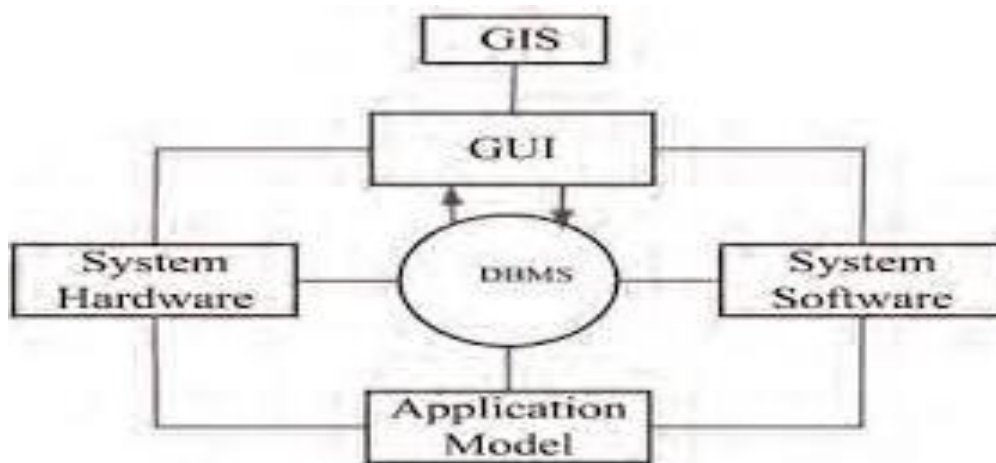 GIS
GUI
System
Hardware
DBMS
System
Software
Application
Model